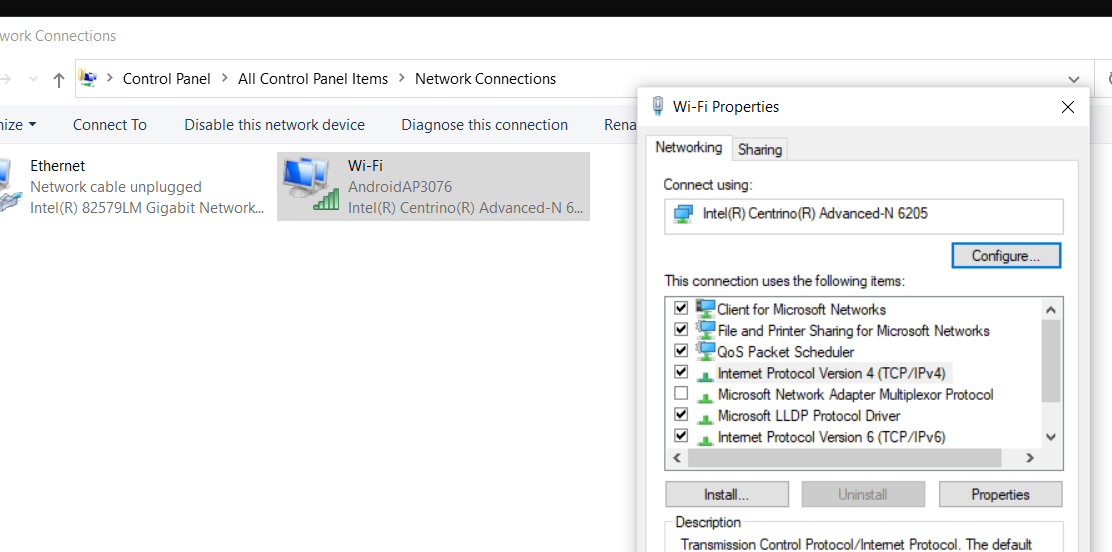 work Connections
Control Panel > All Control Panel Items > Network Connections
nize Connect To Disable this network device Diagnose this connection Rena
Ethernet
Network cable unplugged
Intel(R) 82579LM Gigabit Network...
Wi-Fi
AndroidAP3076
Intel(R) Centrino(R) Advanced-N 6...
Wi-Fi Properties
Networking Sharing
Connect using:
Intel(R) Centrino(R) Advanced-N 6205
Configure...
This connection uses the following items:
Client for Microsoft Networks
File and Printer Sharing for Microsoft Networks
QoS Packet Scheduler
Internet Protocol Version 4 (TCP/IPv4)
Microsoft Network Adapter Multiplexor Protocol
Microsoft LLDP Protocol Driver
Internet Protocol Version 6 (TCP/IPv6)
Install... Uninstall Properties
Description
Transmission Control Protocol/Internet Protocol. The default